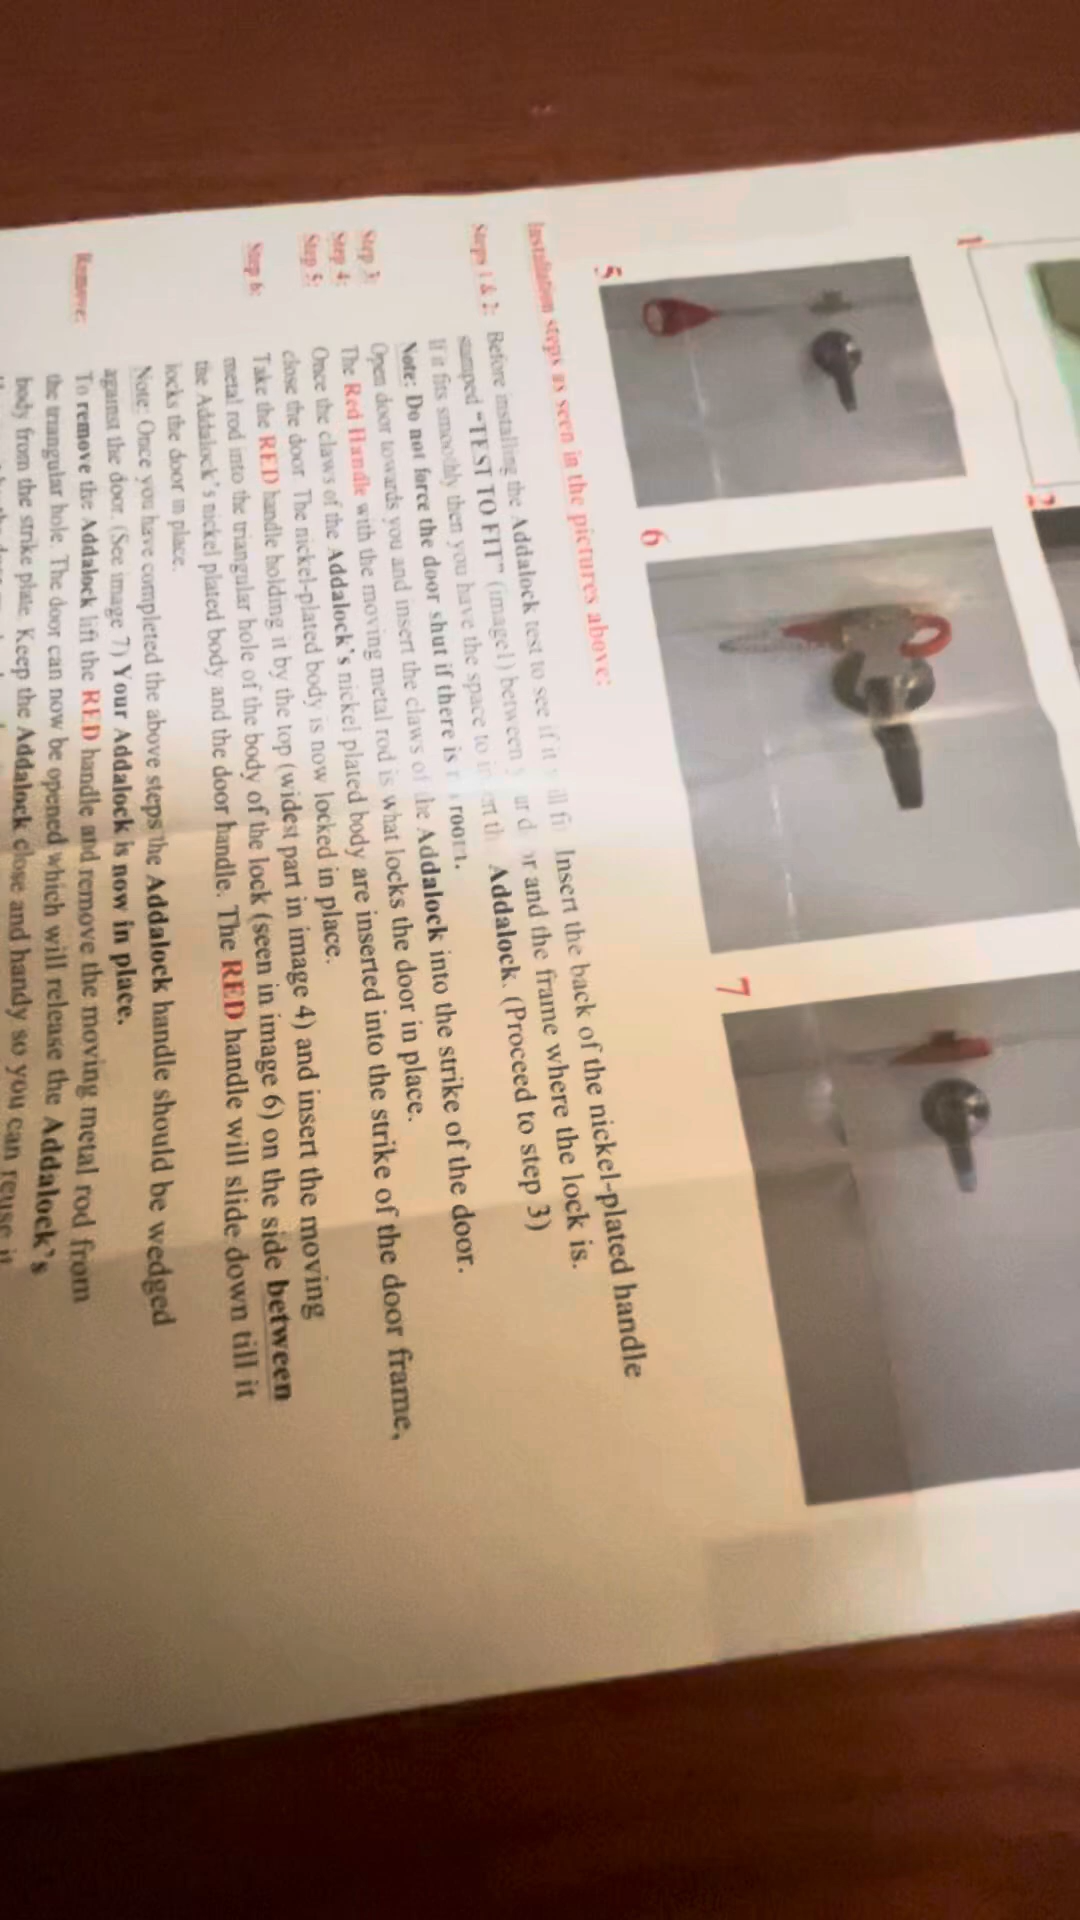 1
2
5
6
7
Installation steps as seen in the pictures above:
Steps 1 & 2: Before installing the Addalock test to see if it Insert the back of the nickel-plated handle
stamped "TEST TO FIT" (image1) between and the frame where the lock is.
If it fits smoothly then you have the space to Addalock. (Proceed to step 3)
Note: Do not force the door shut if there is room.
Step 3: Open door towards you and insert the claws of the Addalock into the strike of the door.
Step 4: The Red Handle with the moving metal rod is what locks the door in place.
Step 5: Once the claws of the Addalock's nickel plated body are inserted into the strike of the door frame,
close the door. The nickel-plated body is now locked in place.
Step 6: Take the RED handle holding it by the top (widest part in image 4) and insert the moving
metal rod into the triangular hole of the body of the lock (seen in image 6) on the side between
the Addalock's nickel plated body and the door handle. The RED handle will slide down till it
locks the door in place.
Note: Once you have completed the above steps the Addalock handle should be wedged
against the door. (See image 7) Your Addalock is now in place.
Remove: To remove the Addalock lift the RED handle and remove the moving metal rod from
the triangular hole. The door can now be opened which will release the Addalock's
body from the strike plate. Keep the Addalock close and handy so you can reuse it